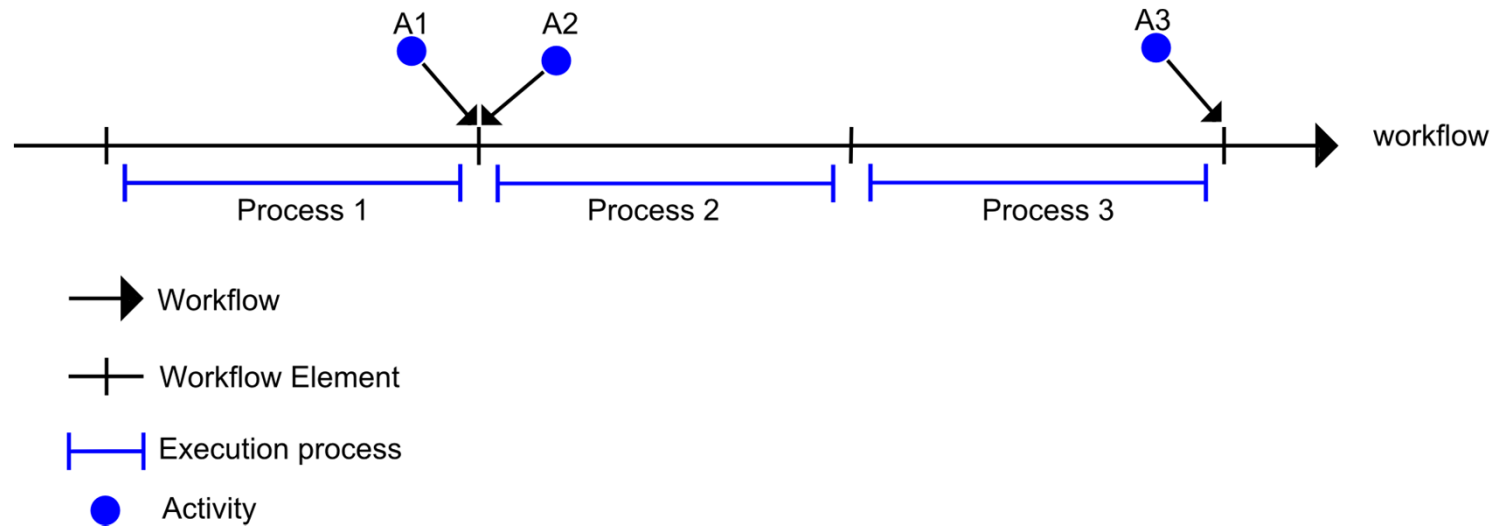 A1
A2
A3
workflow
Process 1
Process 2
Process 3
Workflow
Workflow Element
Execution process
Activity